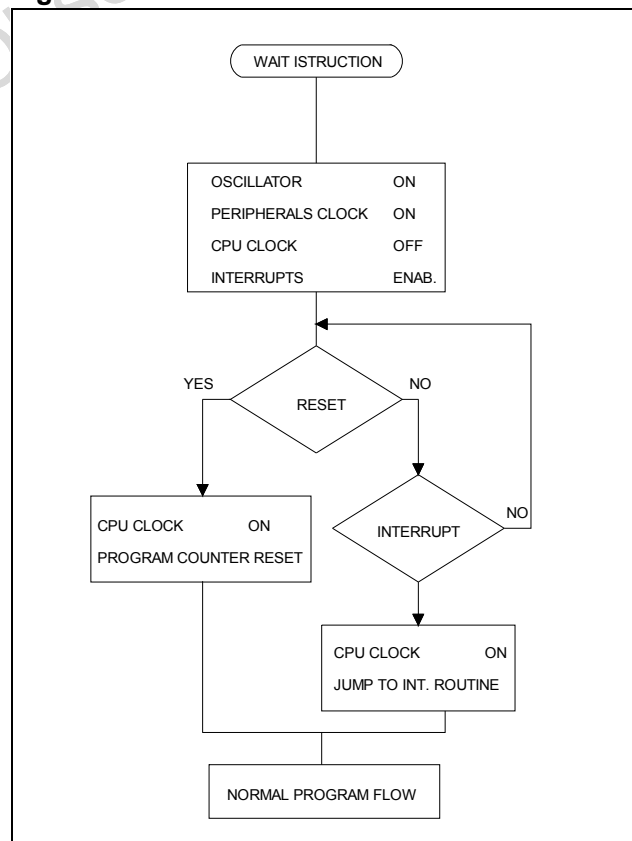 WAIT ISTRUCTION
OSCILLATOR ON
PERIPHERALS CLOCK ON
CPU CLOCK OFF
INTERRUPTS ENAB.
YES
NO
RESET
CPU CLOCK ON
PROGRAM COUNTER RESET
INTERRUPT
NO
CPU CLOCK ON
JUMP TO INT. ROUTINE
NORMAL PROGRAM FLOW